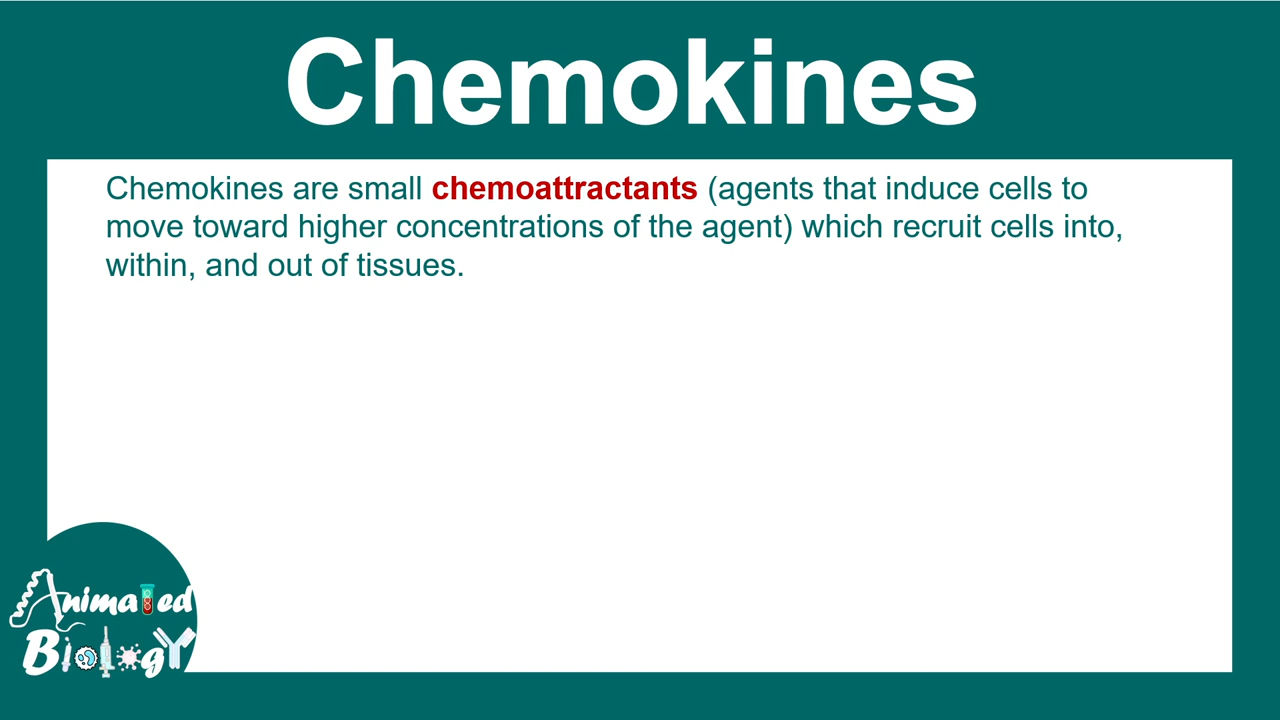 Chemokines
Chemokines are small chemoattractants (agents that induce cells to
move toward higher concentrations of the agent) which recruit cells into,
within, and out of tissues.
Animated
Biology